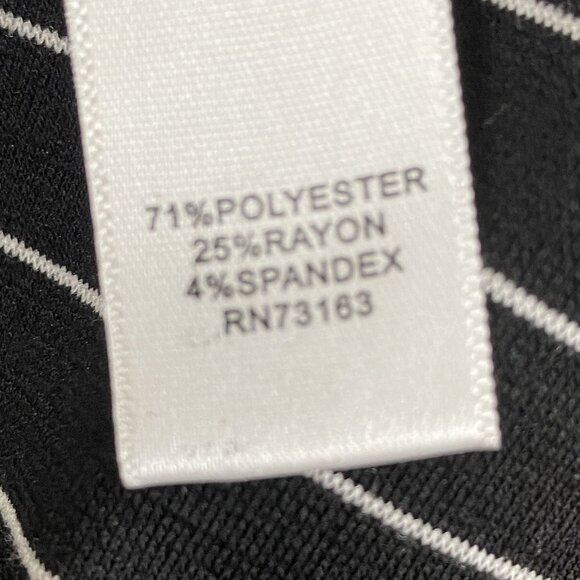 71%POLYESTER
25%RAYON
4%SPANDEX
RN73163